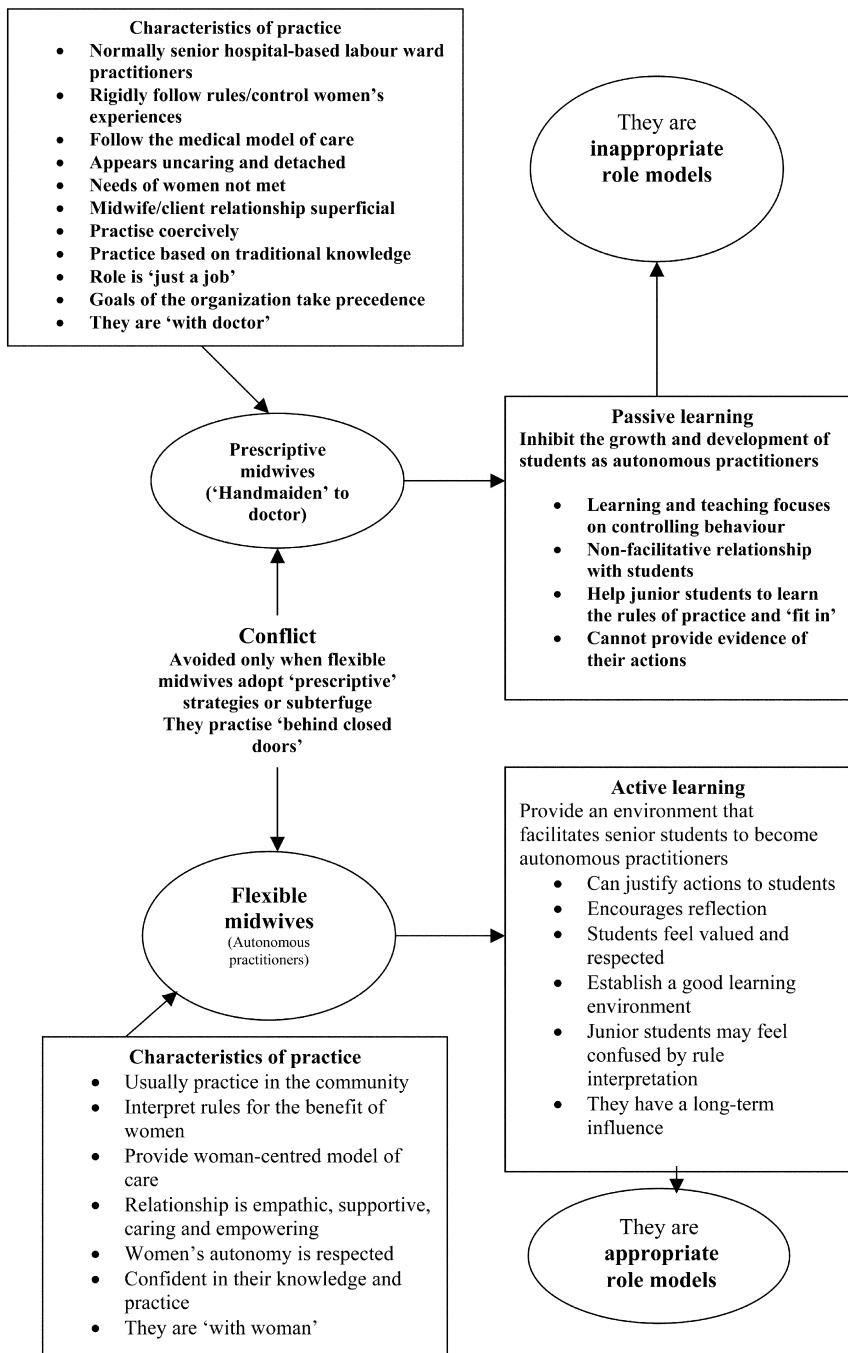 Characteristics of practice
• Normally senior hospital-based labour ward
practitioners
• Rigidly follow rules/control women's
experiences
• Follow the medical model of care
• Appears uncaring and detached
• Needs of women not met
• Midwife/client relationship superficial
• Practise coercively
• Practice based on traditional knowledge
• Role is 'just a job'
• Goals of the organization take precedence
• They are 'with doctor'
They are
inappropriate
role models
Prescriptive
midwives
('Handmaiden' to
doctor)
Passive learning
Inhibit the growth and development of
students as autonomous practitioners
• Learning and teaching focuses
on controlling behaviour
• Non-facilitative relationship
with students
• Help junior students to learn
the rules of practice and 'fit in'
• Cannot provide evidence of
their actions
Conflict
Avoided only when flexible
midwives adopt 'prescriptive'
strategies or subterfuge
They practise 'behind closed
doors'
Flexible
midwives
(Autonomous
practitioners)
Active learning
Provide an environment that
facilitates senior students to become
autonomous practitioners
• Can justify actions to students
• Encourages reflection
• Students feel valued and
respected
• Establish a good learning
environment
• Junior students may feel
confused by rule
interpretation
• They have a long-term
influence
Characteristics of practice
• Usually practice in the community
• Interpret rules for the benefit of
women
• Provide woman-centred model of
care
• Relationship is empathic, supportive,
caring and empowering
• Women's autonomy is respected
• Confident in their knowledge and
practice
• They are 'with woman'
They are
appropriate
role models